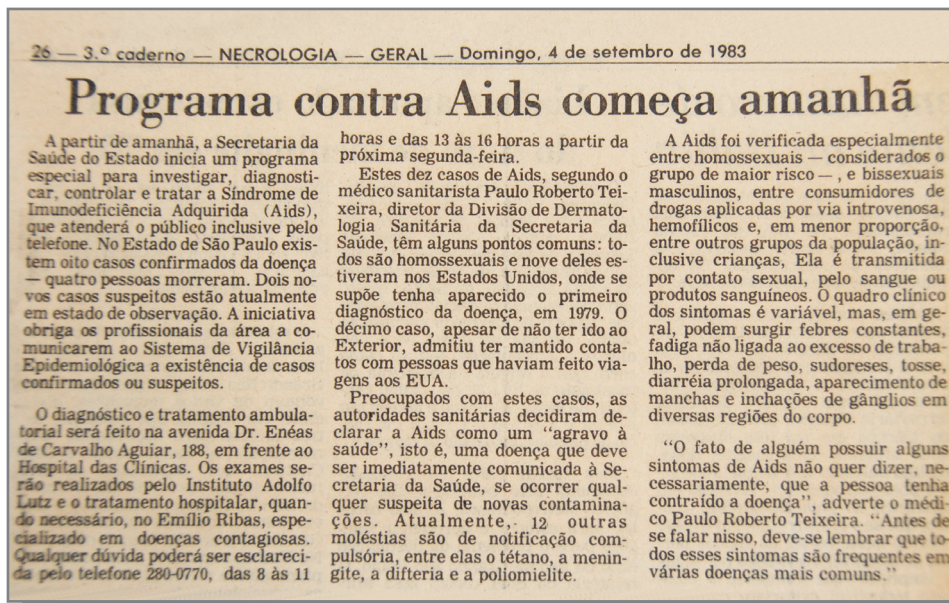 26 — 3.º caderno — NECROLOGIA — GERAL — Domingo, 4 de setembro de 1983
Programa contra Aids começa amanhã
A partir de amanhã, a Secretaria da
Saúde do Estado inicia um programa
especial para investigar, diagnosti-
car, controlar e tratar a Síndrome de
Imunodeficiência Adquirida (Aids),
que atenderá o público inclusive pelo
telefone. No Estado de São Paulo exis-
tem oito casos confirmados da doença
— quatro pessoas morreram. Dois no-
vos casos suspeitos estão atualmente
em estado de observação. A iniciativa
obriga os profissionais da área a co-
municarem ao Sistema de Vigilância
Epidemiológica a existência de casos
confirmados ou suspeitos.
O diagnóstico e tratamento ambula-
torial será feito na avenida Dr. Enéas
de Carvalho Aguiar, 188, em frente ao
Hospital das Clínicas. Os exames se-
rão realizados pelo Instituto Adolfo
Lutz e o tratamento hospitalar, quan-
do necessário, no Emílio Ribas, espe-
cializado em doenças contagiosas.
Qualquer dúvida poderá ser esclareci-
da pelo telefone 280-0770, das 8 às 11
horas e das 13 às 16 horas a partir da
próxima segunda-feira.
Estes dez casos de Aids, segundo o
médico sanitarista Paulo Roberto Tei-
xeira, diretor da Divisão de Dermato-
logia Sanitária da Secretaria da
Saúde, têm alguns pontos comuns: to-
dos são homossexuais e nove deles es-
tiveram nos Estados Unidos, onde se
supõe tenha aparecido o primeiro
diagnóstico da doença, em 1979. O
décimo caso, apesar de não ter ido ao
Exterior, admitiu ter mantido conta-
tos com pessoas que haviam feito via-
gens aos EUA.
Preocupados com estes casos, as
autoridades sanitárias decidiram de-
clarar a Aids como um "agravo à
saúde", isto é, uma doença que deve
ser imediatamente comunicada à Se-
cretaria da Saúde, se ocorrer qual-
quer suspeita de novas contamina-
ções. Atualmente, 12 outras
moléstias são de notificação com-
pulsória, entre elas o tétano, a menin-
gite, a difteria e a poliomielite.
A Aids foi verificada especialmente
entre homossexuais — considerados o
grupo de maior risco — , e bissexuais
masculinos, entre consumidores de
drogas aplicadas por via introvenosa,
hemofílicos e, em menor proporção,
entre outros grupos da população, in-
clusive crianças, Ela é transmitida
por contato sexual, pelo sangue ou
produtos sanguíneos. O quadro clínico
dos sintomas é variável, mas, em ge-
ral, podem surgir febres constantes,
fadiga não ligada ao excesso de traba-
lho, perda de peso, sudoreses, tosse,
diarréia prolongada, aparecimento de
manchas e inchações de gânglios em
diversas regiões do corpo.
"O fato de alguém possuir alguns
sintomas de Aids não quer dizer, ne-
cessariamente, que a pessoa tenha
contraído a doença", adverte o médi-
co Paulo Roberto Teixeira. "Antes de
se falar nisso, deve-se lembrar que to-
dos esses sintomas são frequentes em
várias doenças mais comuns."